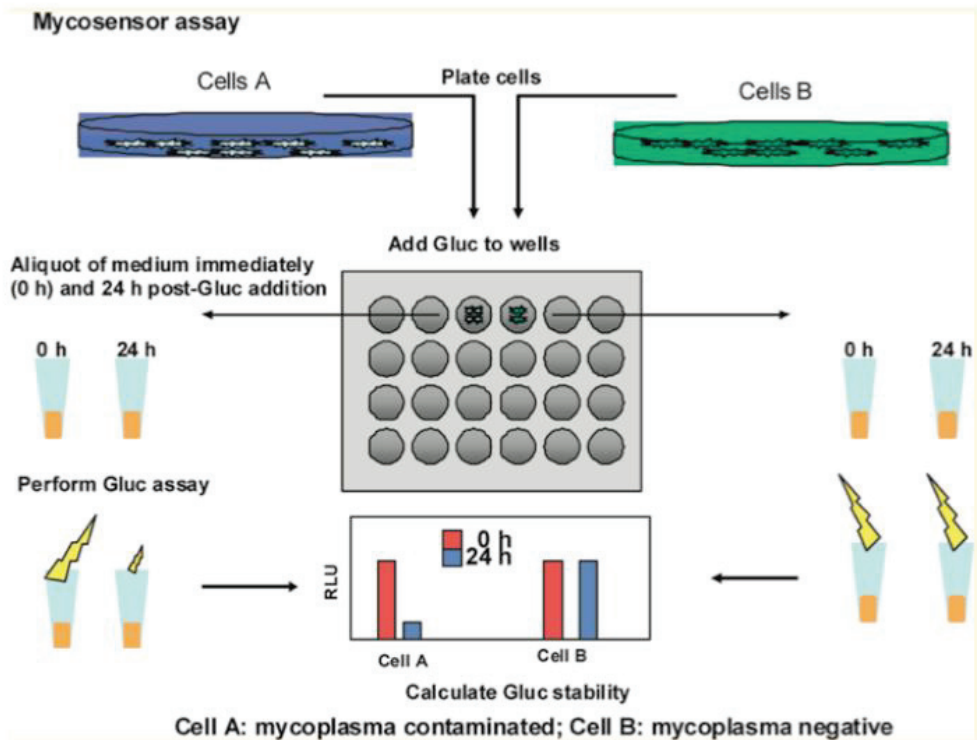 Mycosensor assay
Cells A
Plate cells
Cells B
Add Gluc to wells
Aliquot of medium immediately
(0 h) and 24 h post-Gluc addition
0 h
24 h
0 h
24 h
Perform Gluc assay
0 h
24 h
RLU
Cell A
Cell B
Calculate Gluc stability
Cell A: mycoplasma contaminated; Cell B: mycoplasma negative